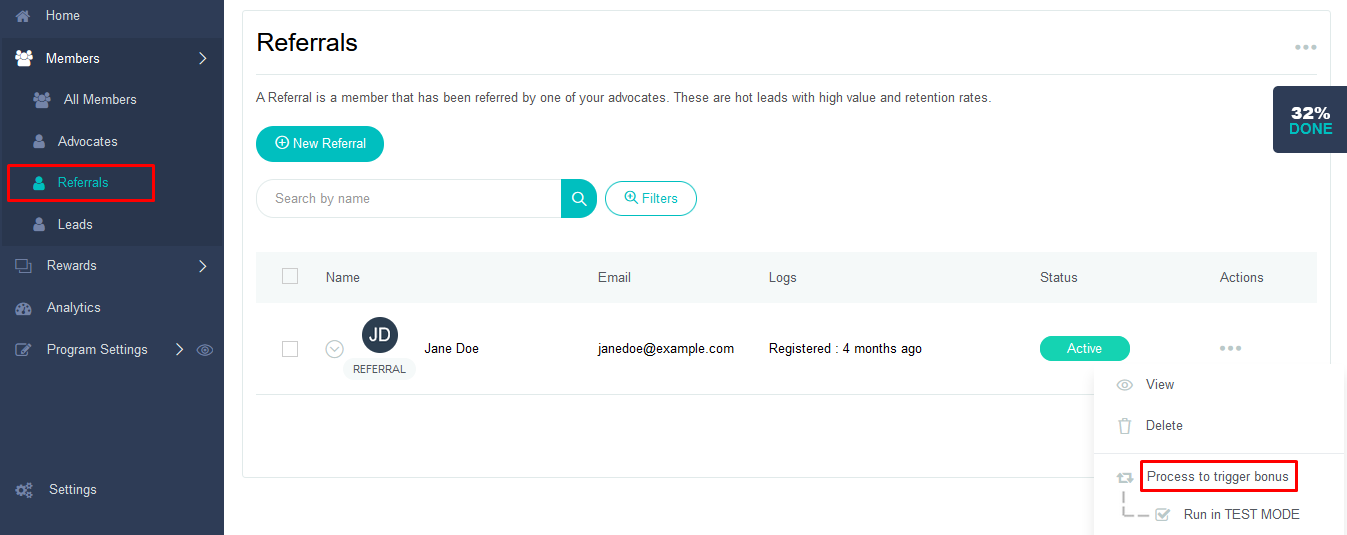 Home
Members
All Members
Advocates
Referrals
Leads
Rewards
Analytics
Program Settings
Settings
Referrals
A Referral is a member that has been referred by one of your advocates. These are hot leads with high value and retention rates.
New Referral
Search by name
Filters
32%
DONE
Name Email Logs Status Actions
JD
REFERRAL
Jane Doe janedoe@example.com Registered : 4 months ago Active
View
Delete
Process to trigger bonus
Run in TEST MODE